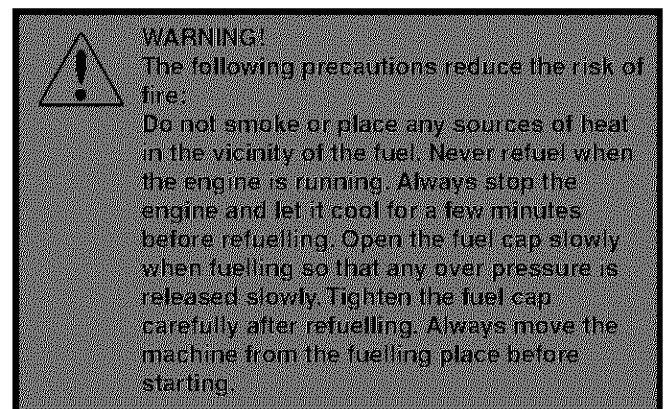 WARNING!
The following precautions reduce the risk of
fire:
Do not smoke or place any sources of heat
in the vicinity of the fuel. Never refuel when
the engine is running. Always stop the
engine and let it cool for a few minutes
before refuelling. Open the fuel cap slowly
when fuelling so that any over pressure is
released slowly. Tighten the fuel cap
carefully after refuelling. Always move the
machine from the fuelling place before
starting.